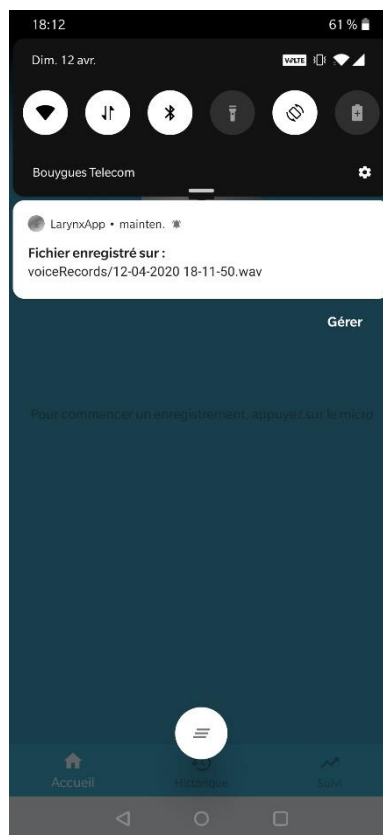 18:12
61 %
Dim. 12 avr.
VoLTE
Bouygues Telecom
LarynxApp • mainten.
Fichier enregistré sur :
voiceRecords/12-04-2020 18-11-50.wav
Gérer
Pour commencer un enregistrement, appuyez sur le micro
Accueil
Historique
Suivi